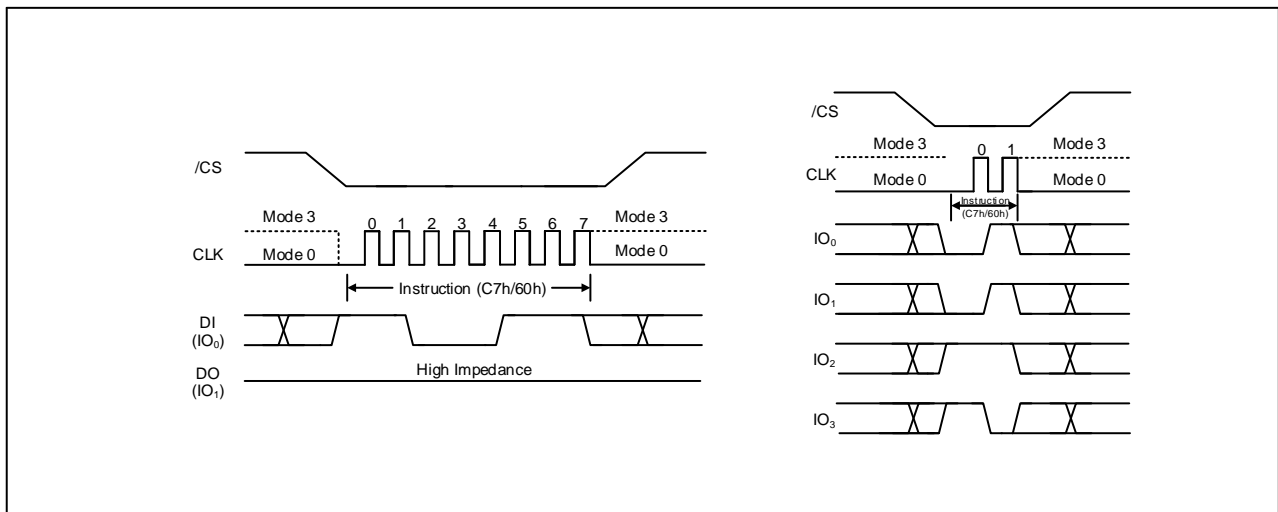 /CS
Mode 3
Mode 3
0 1 2 3 4 5 6 7
CLK
Mode 0
Mode 0
Instruction (C7h/60h)
DI
(IO₀)
DO
(IO₁)
High Impedance
/CS
Mode 3
Mode 3
0 1
CLK
Mode 0
Mode 0
Instruction
(C7h/60h)
IO₀
IO₁
IO₂
IO₃